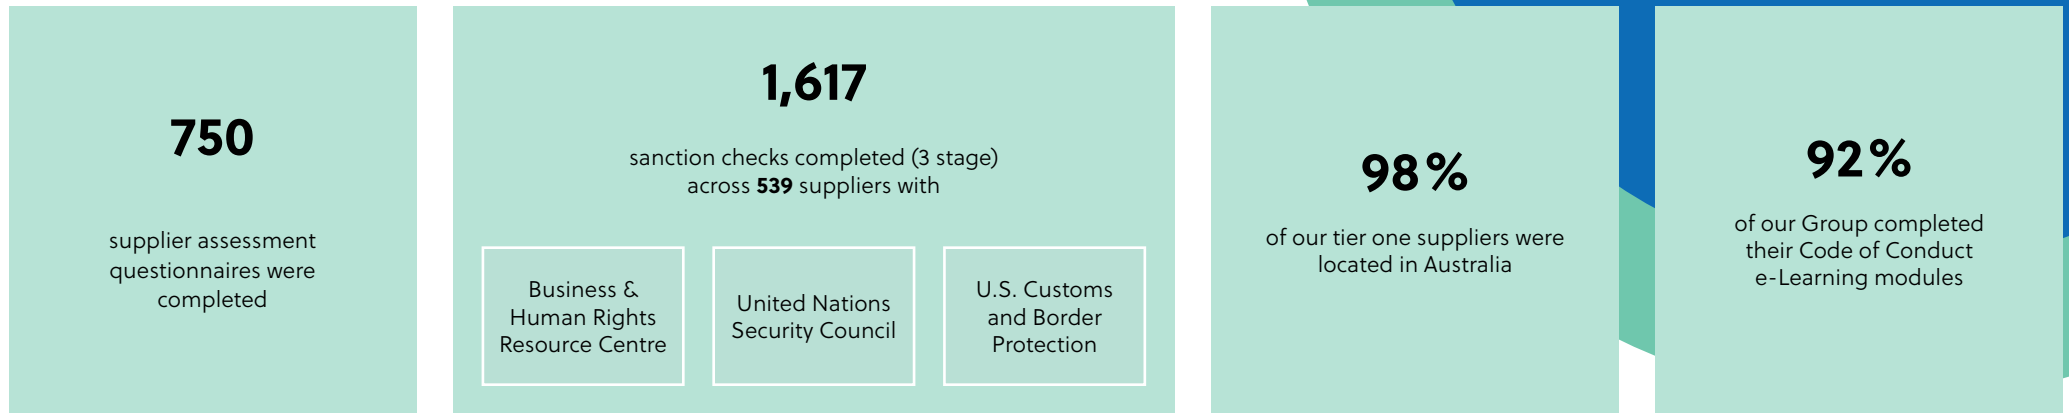 750
supplier assessment
questionnaires were
completed
1,617
sanction checks completed (3 stage)
across 539 suppliers with
Business &
Human Rights
Resource Centre
United Nations
Security Council
U.S. Customs
and Border
Protection
98%
of our tier one suppliers were
located in Australia
92%
of our Group completed
their Code of Conduct
e-Learning modules